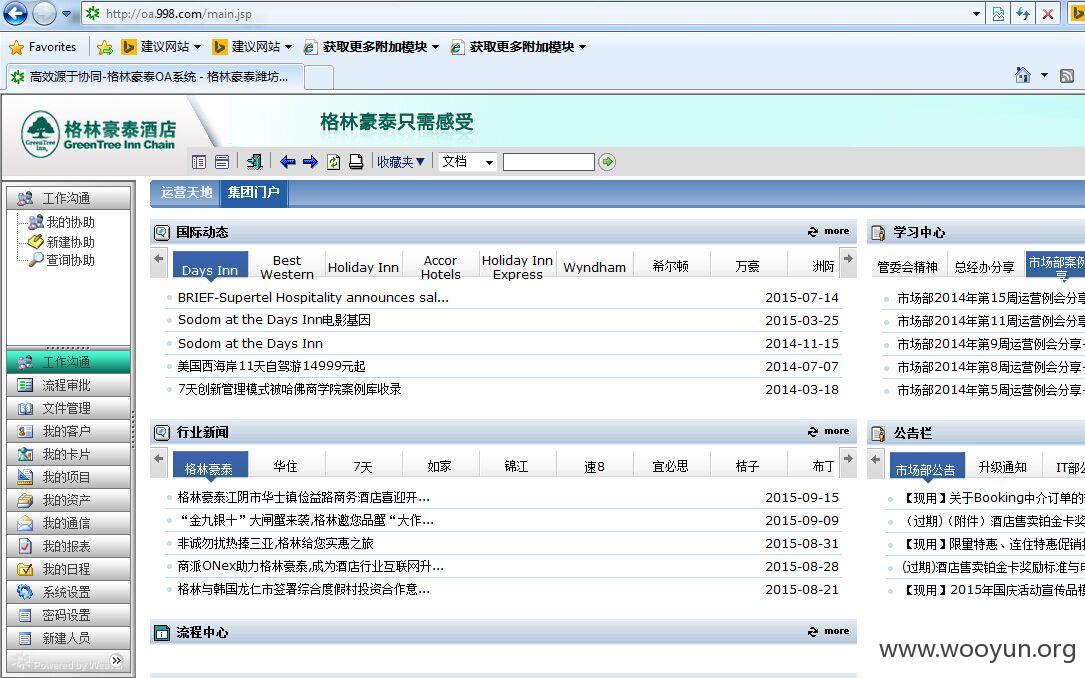 http://oa.998.com/main.jsp
Favorites 建议网站 建议网站 获取更多附加模块 获取更多附加模块
高效源于协同-格林豪泰OA系统 - 格林豪泰潍坊...
格林豪泰酒店
GreenTree Inn Chain
GreenTree Inn
格林豪泰只需感受
收藏夹 文档
工作沟通
我的协助
新建协助
查询协助
工作沟通
流程审批
文件管理
我的客户
我的卡片
我的项目
我的资产
我的通信
我的报表
我的日程
系统设置
密码设置
新建人员
运营天地 集团门户
国际动态 more
Days Inn Best Western Holiday Inn Accor Hotels Holiday Inn Express Wyndham 希尔顿 万豪 洲际
BRIEF-Supertel Hospitality announces sal... 2015-07-14
Sodom at the Days Inn电影基因 2015-03-25
Sodom at the Days Inn 2014-11-15
美国西海岸11天自驾游14999元起 2014-07-07
7天创新管理模式被哈佛商学院案例库收录 2014-03-18
行业新闻 more
格林豪泰 华住 7天 如家 锦江 速8 宜必思 桔子 布丁
格林豪泰江阴市华士镇俭益路商务酒店喜迎开... 2015-09-15
“金九银十”大闸蟹来袭,格林邀您品蟹“大作... 2015-09-09
非诚勿扰热捧三亚,格林给您实惠之旅 2015-08-31
商派ONex助力格林豪泰,成为酒店行业互联网升... 2015-08-28
格林与韩国龙仁市签署综合度假村投资合作意... 2015-08-21
流程中心 more
学习中心
管委会精神 总经办分享 市场部案例分享
市场部2014年第15周运营例会分享
市场部2014年第11周运营例会分享
市场部2014年第9周运营例会分享-
市场部2014年第8周运营例会分享-
市场部2014年第5周运营例会分享-
公告栏
市场部公告 升级通知 IT部公
【现用】关于Booking中介订单的
（过期）（附件）酒店售卖铂金卡奖
【现用】限量特惠、连住特惠促销
(过期)酒店售卖铂金卡奖励标准与
【现用】2015年国庆活动宣传品模
www.wooyun.org